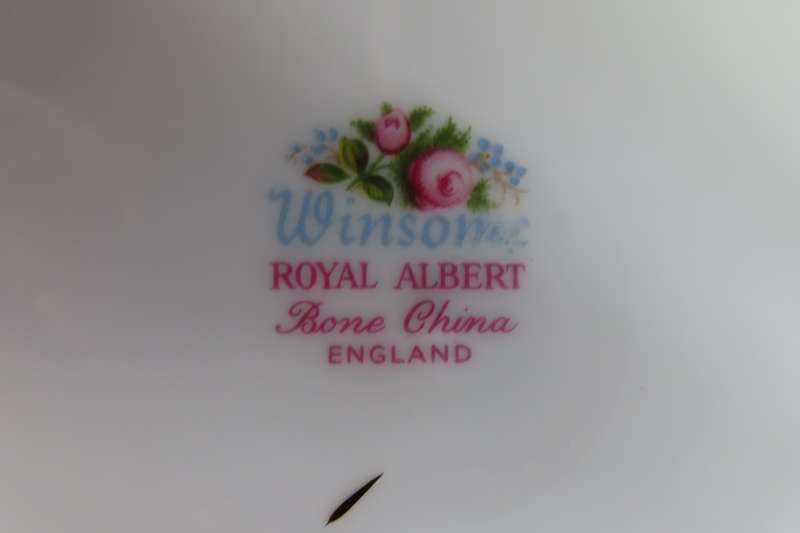 Winsome
ROYAL ALBERT
Bone China
ENGLAND